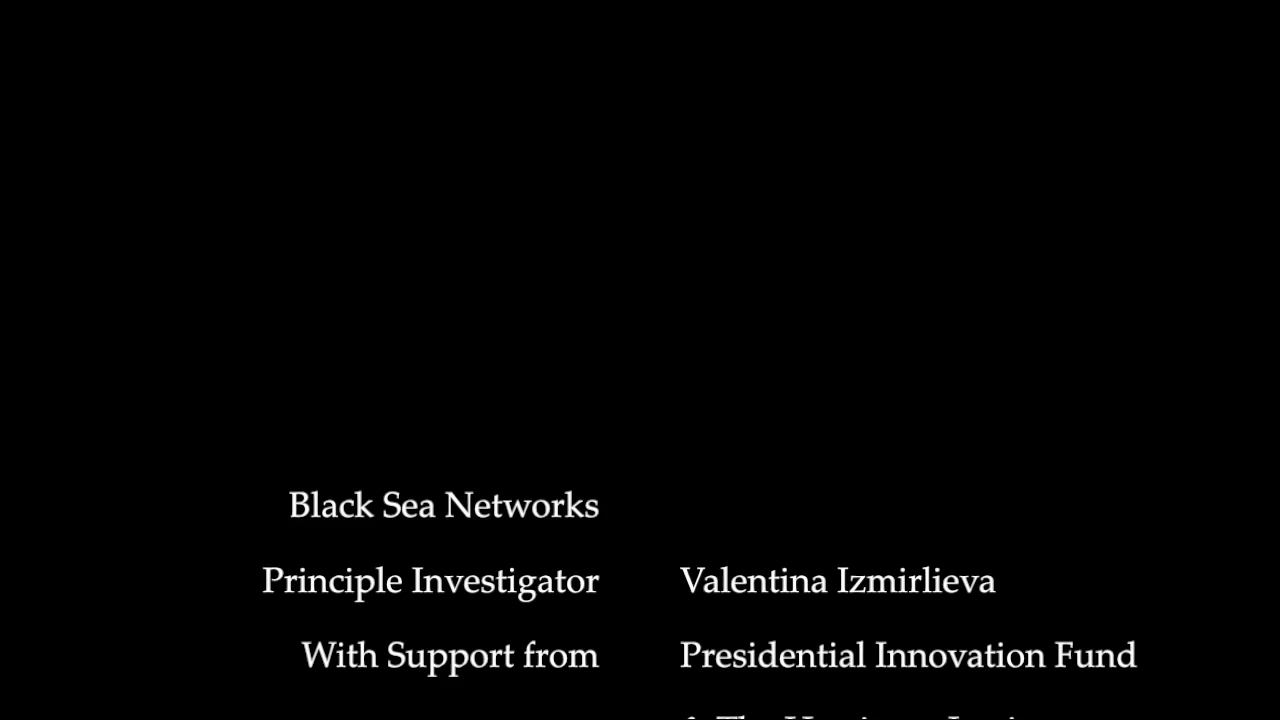 Black Sea Networks
Principle Investigator Valentina Izmirlieva
With Support from Presidential Innovation Fund